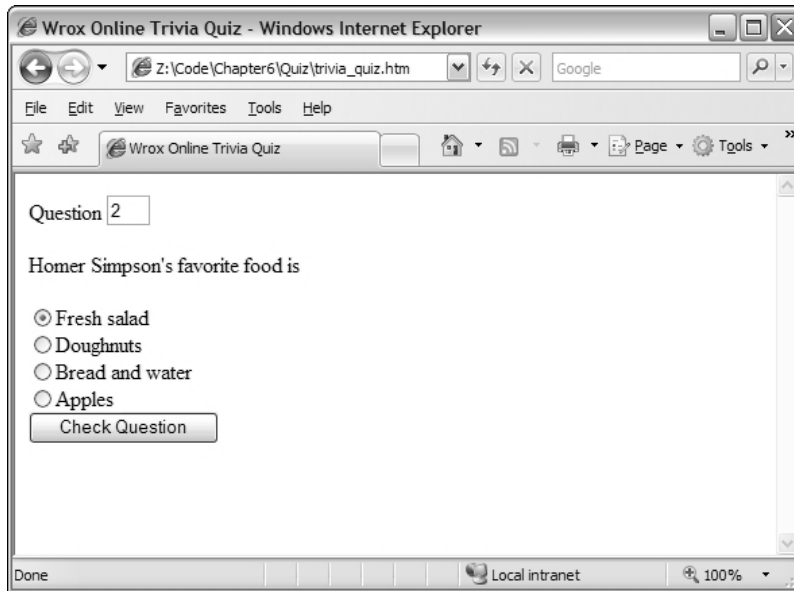 Wrox Online Trivia Quiz - Windows Internet Explorer
Z:\Code\Chapter6\Quiz\trivia_quiz.htm
Google
File Edit View Favorites Tools Help
Wrox Online Trivia Quiz
Page
Tools
»
Question 2
Homer Simpson's favorite food is
Fresh salad
Doughnuts
Bread and water
Apples
Check Question
Done
Local intranet
100%